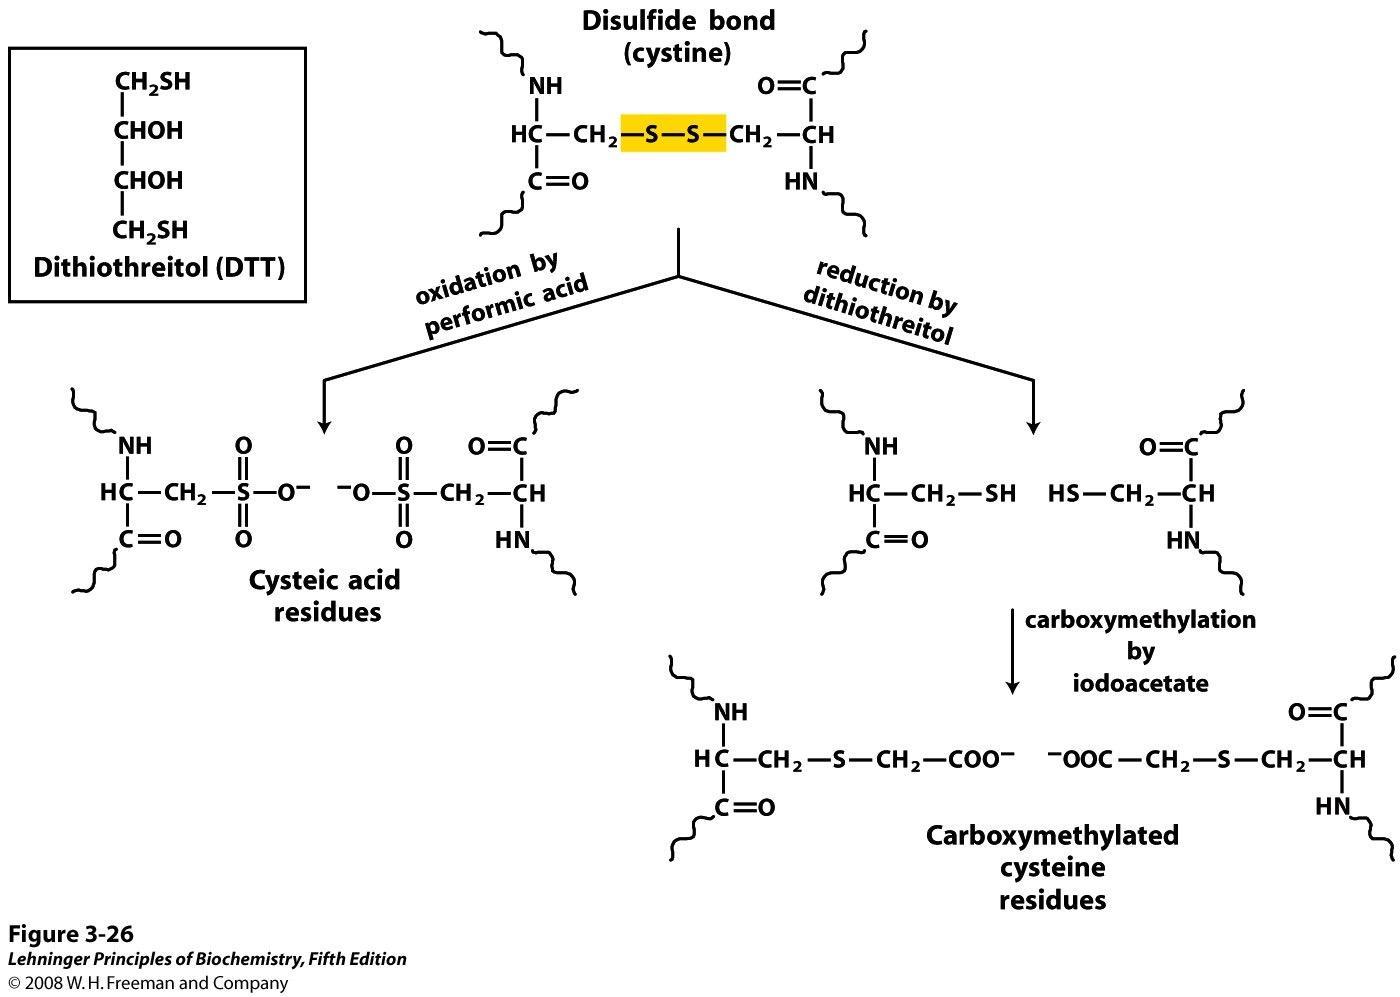 Disulfide bond
(cystine)
CH₂SH
CHOH
CHOH
CH₂SH
Dithiothreitol (DTT)
NH
O=C
HC—CH₂—S—S—CH₂—CH
C=O
HN
oxidation by
performic acid
reduction by
dithiothreitol
NH
O
O
O=C
HC—CH₂—S—O⁻
⁻O—S—CH₂—CH
C=O
O
O
HN
Cysteic acid
residues
NH
O=C
HC—CH₂—SH
HS—CH₂—CH
C=O
HN
carboxymethylation
by
iodoacetate
NH
O=C
HC—CH₂—S—CH₂—COO⁻
⁻OOC—CH₂—S—CH₂—CH
C=O
HN
Carboxymethylated
cysteine
residues
Figure 3-26
Lehninger Principles of Biochemistry, Fifth Edition
© 2008 W. H. Freeman and Company